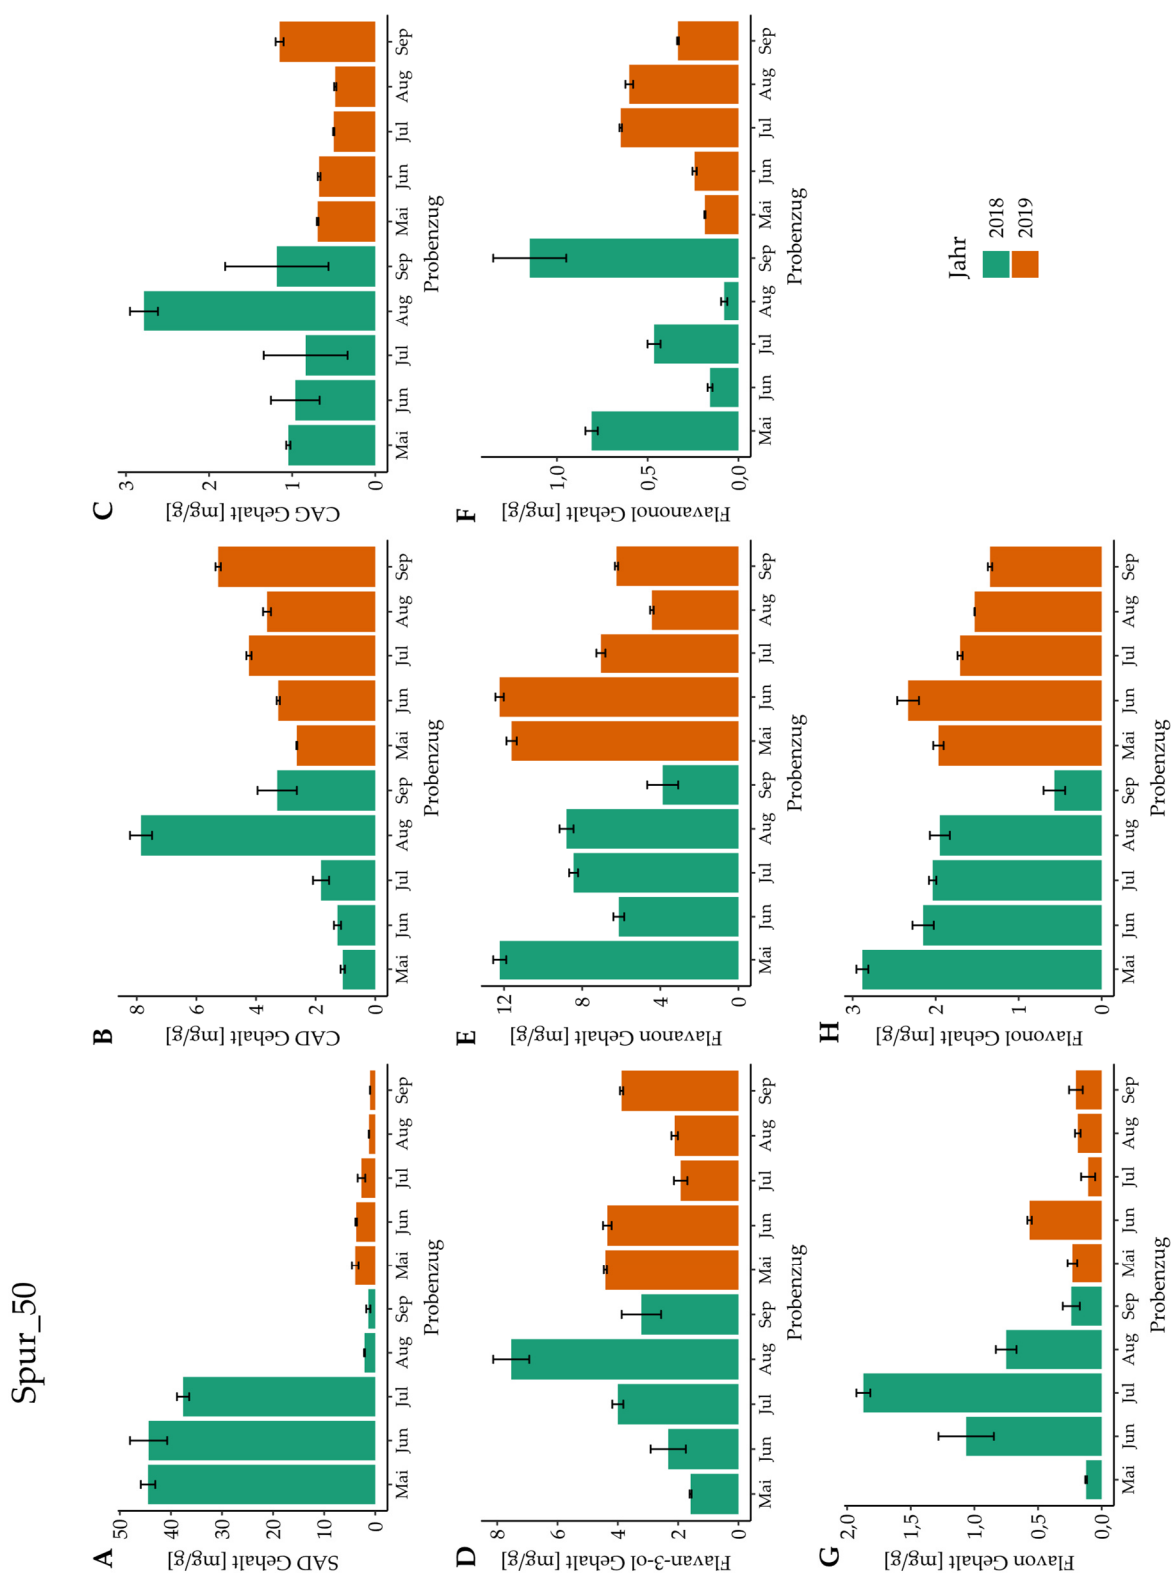 Spur_50
A
SAD Gehalt [mg/g]
50
40
30
20
10
0
Mai Jun Jul Aug Sep Mai Jun Jul Aug Sep
Probenzug
B
CAD Gehalt [mg/g]
8
6
4
2
0
Mai Jun Jul Aug Sep Mai Jun Jul Aug Sep
Probenzug
C
CAG Gehalt [mg/g]
3
2
1
0
Mai Jun Jul Aug Sep Mai Jun Jul Aug Sep
Probenzug
D
Flavan-3-ol Gehalt [mg/g]
8
6
4
2
0
Mai Jun Jul Aug Sep Mai Jun Jul Aug Sep
Probenzug
E
Flavanon Gehalt [mg/g]
12
8
4
0
Mai Jun Jul Aug Sep Mai Jun Jul Aug Sep
Probenzug
F
Flavanonol Gehalt [mg/g]
1,0
0,5
0,0
Mai Jun Jul Aug Sep Mai Jun Jul Aug Sep
Probenzug
G
Flavon Gehalt [mg/g]
2,0
1,5
1,0
0,5
0,0
Mai Jun Jul Aug Sep Mai Jun Jul Aug Sep
Probenzug
H
Flavonol Gehalt [mg/g]
3
2
1
0
Mai Jun Jul Aug Sep Mai Jun Jul Aug Sep
Probenzug
Jahr
2018
2019